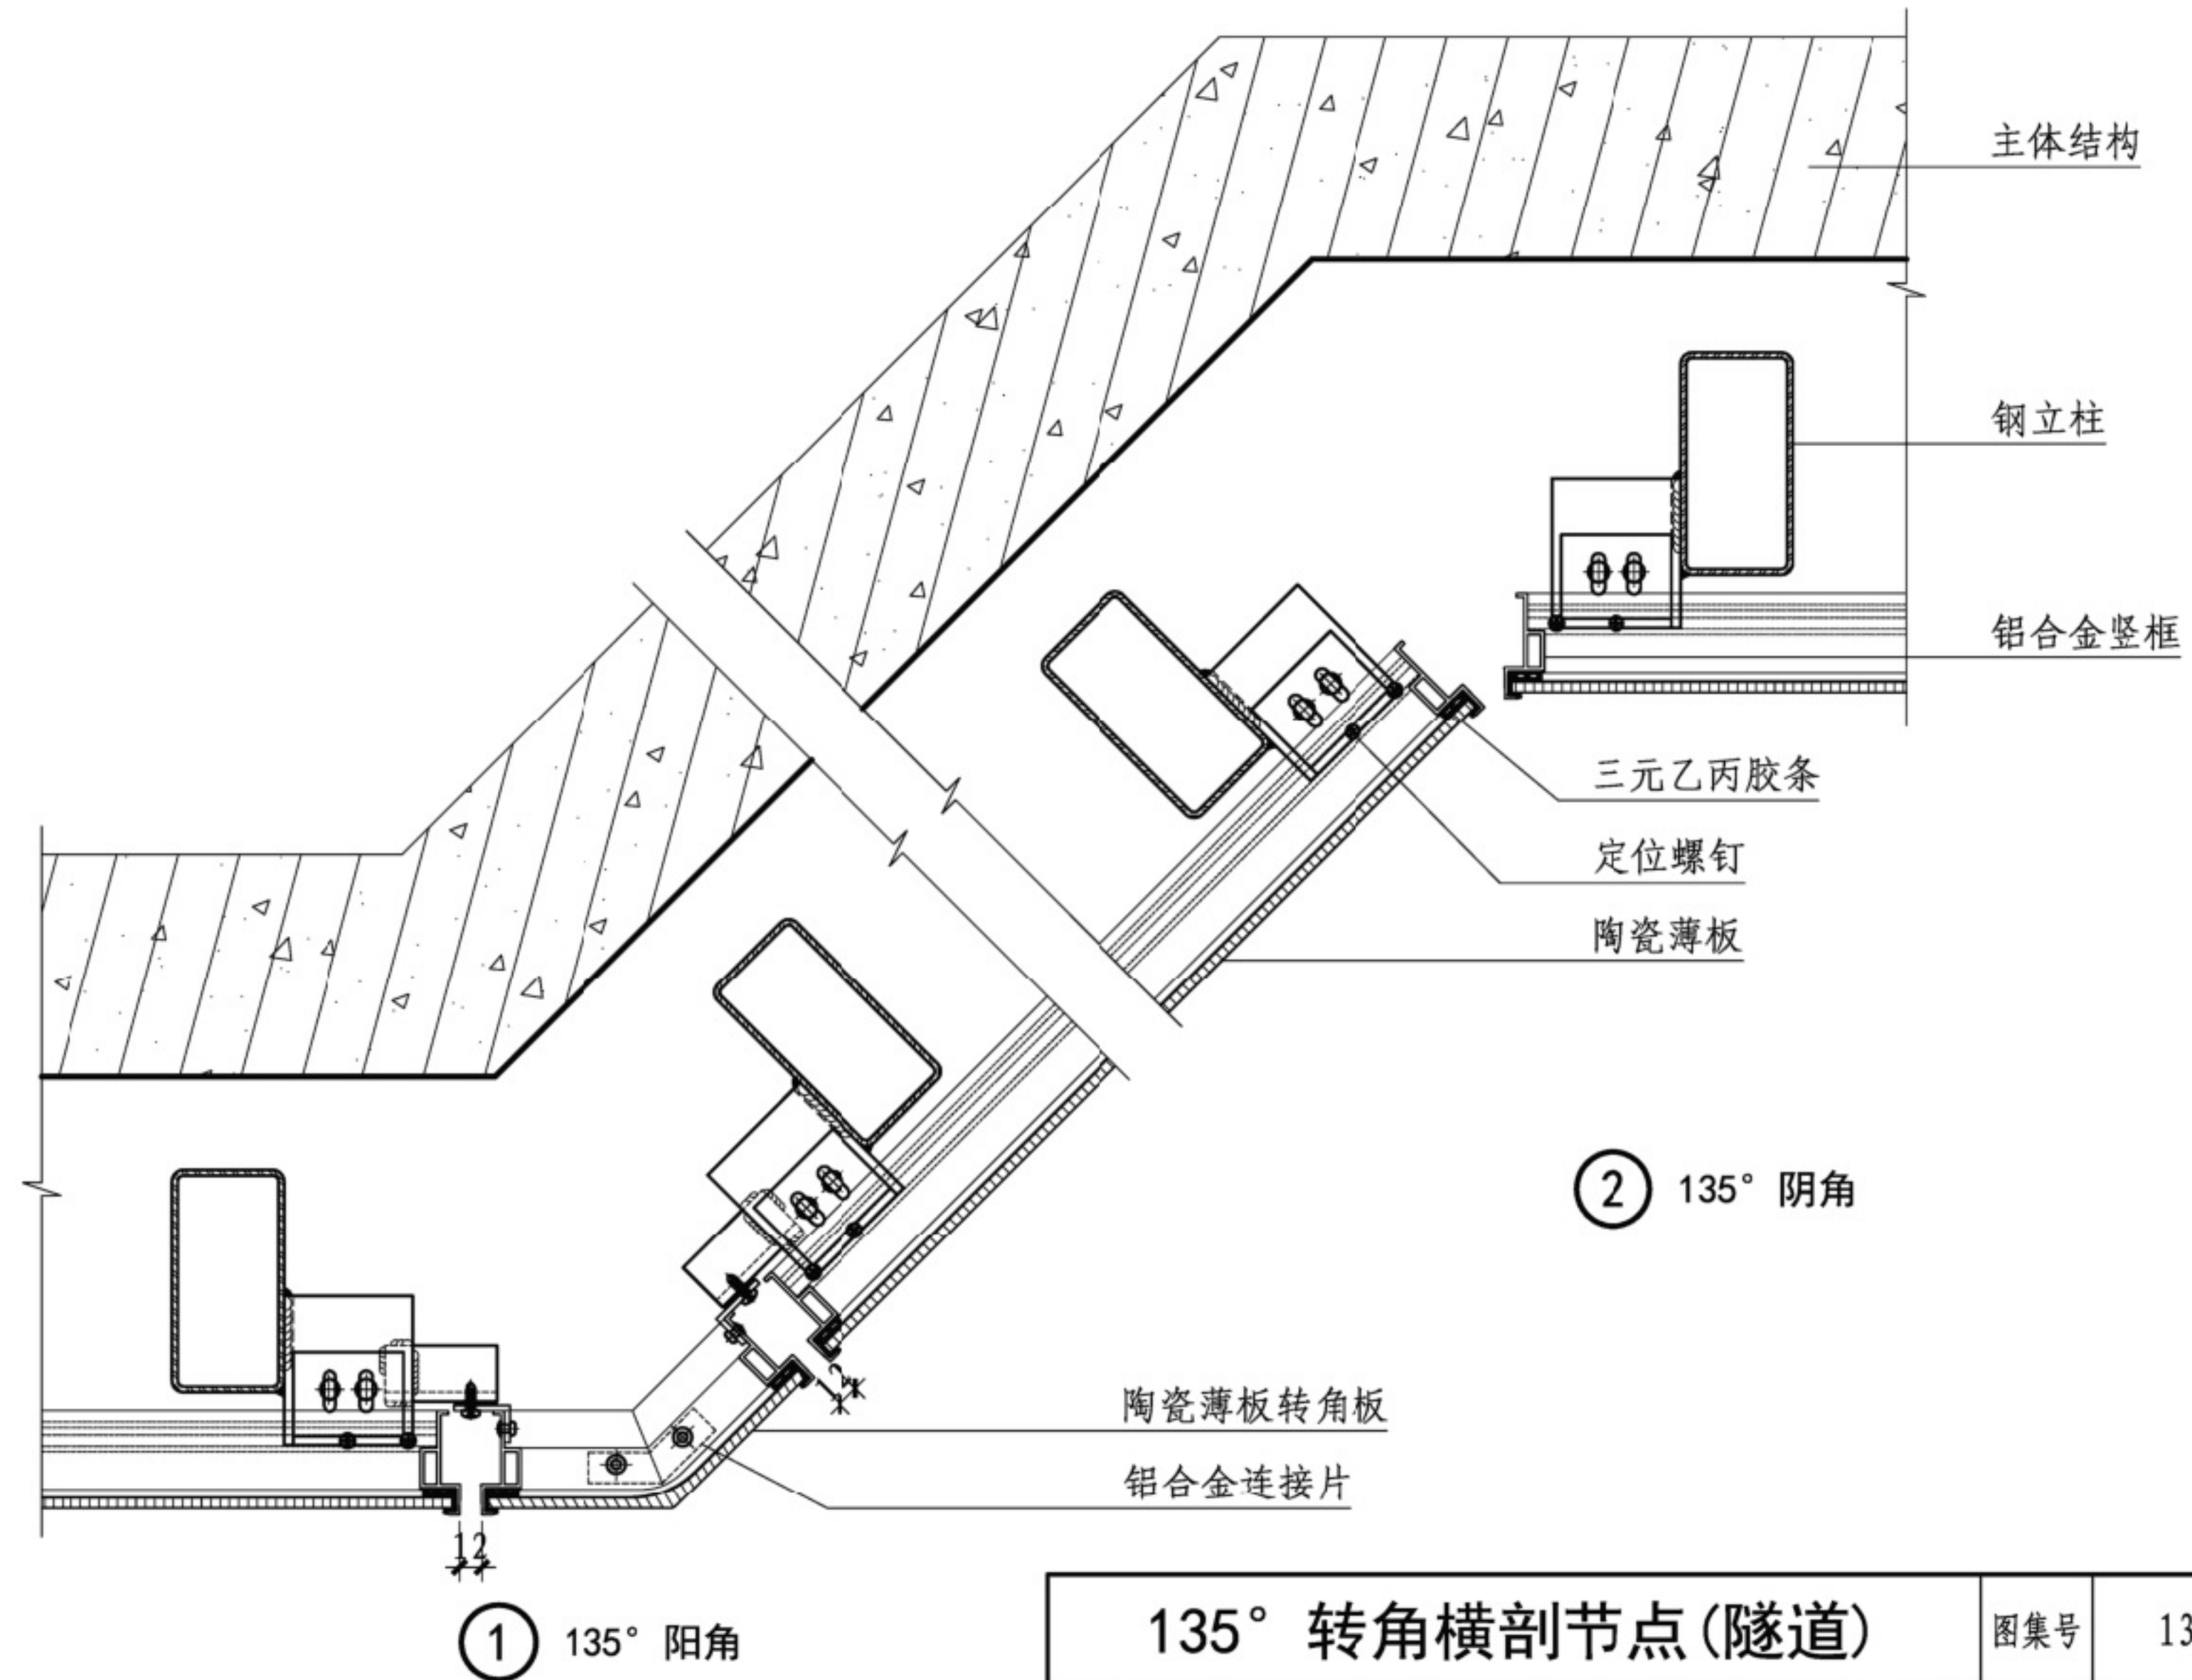 主体结构
钢立柱
铝合金竖框
三元乙丙胶条
定位螺钉
陶瓷薄板
② 135° 阴角
12
陶瓷薄板转角板
铝合金连接片
12
① 135° 阳角
135° 转角横剖节点(隧道)
图集号
13